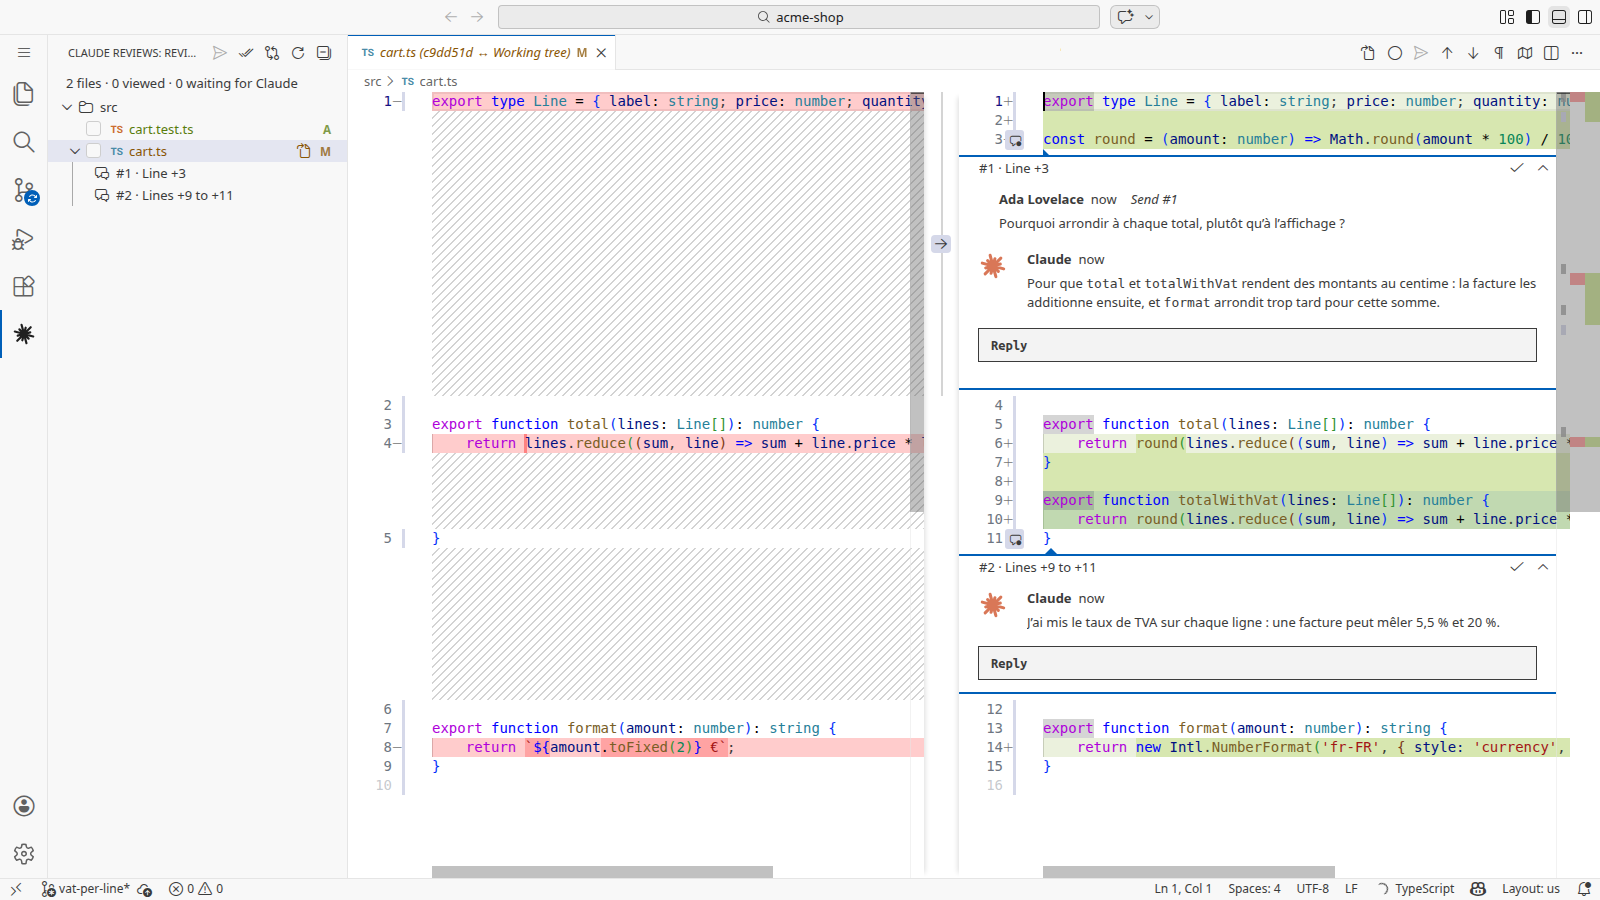 acme-shop
CLAUDE REVIEWS: REVI...
2 files · 0 viewed · 0 waiting for Claude
src
TS cart.test.ts A
TS cart.ts M
#1 · Line +3
#2 · Lines +9 to +11
TS cart.ts (c9dd51d ↔ Working tree) M
src > TS cart.ts
1− export type Line = { label: string; price: number; quantity
2
3 export function total(lines: Line[]): number {
4− return lines.reduce((sum, line) => sum + line.price *
5 }
6
7 export function format(amount: number): string {
8− return `${amount.toFixed(2)} €`;
9 }
10
1+ export type Line = { label: string; price: number; quantity:
2+
3 const round = (amount: number) => Math.round(amount * 100) / 10
#1 · Line +3
Ada Lovelace now Send #1
Pourquoi arrondir à chaque total, plutôt qu’à l’affichage ?
Claude now
Pour que total et totalWithVat rendent des montants au centime : la facture les
additionne ensuite, et format arrondit trop tard pour cette somme.
Reply
4
5 export function total(lines: Line[]): number {
6+ return round(lines.reduce((sum, line) => sum + line.price *
7+ }
8+
9+ export function totalWithVat(lines: Line[]): number {
10+ return round(lines.reduce((sum, line) => sum + line.price *
11 }
#2 · Lines +9 to +11
Claude now
J’ai mis le taux de TVA sur chaque ligne : une facture peut mêler 5,5 % et 20 %.
Reply
12
13 export function format(amount: number): string {
14+ return new Intl.NumberFormat('fr-FR', { style: 'currency',
15 }
16
vat-per-line* 0 0 Ln 1, Col 1 Spaces: 4 UTF-8 LF TypeScript Layout: us